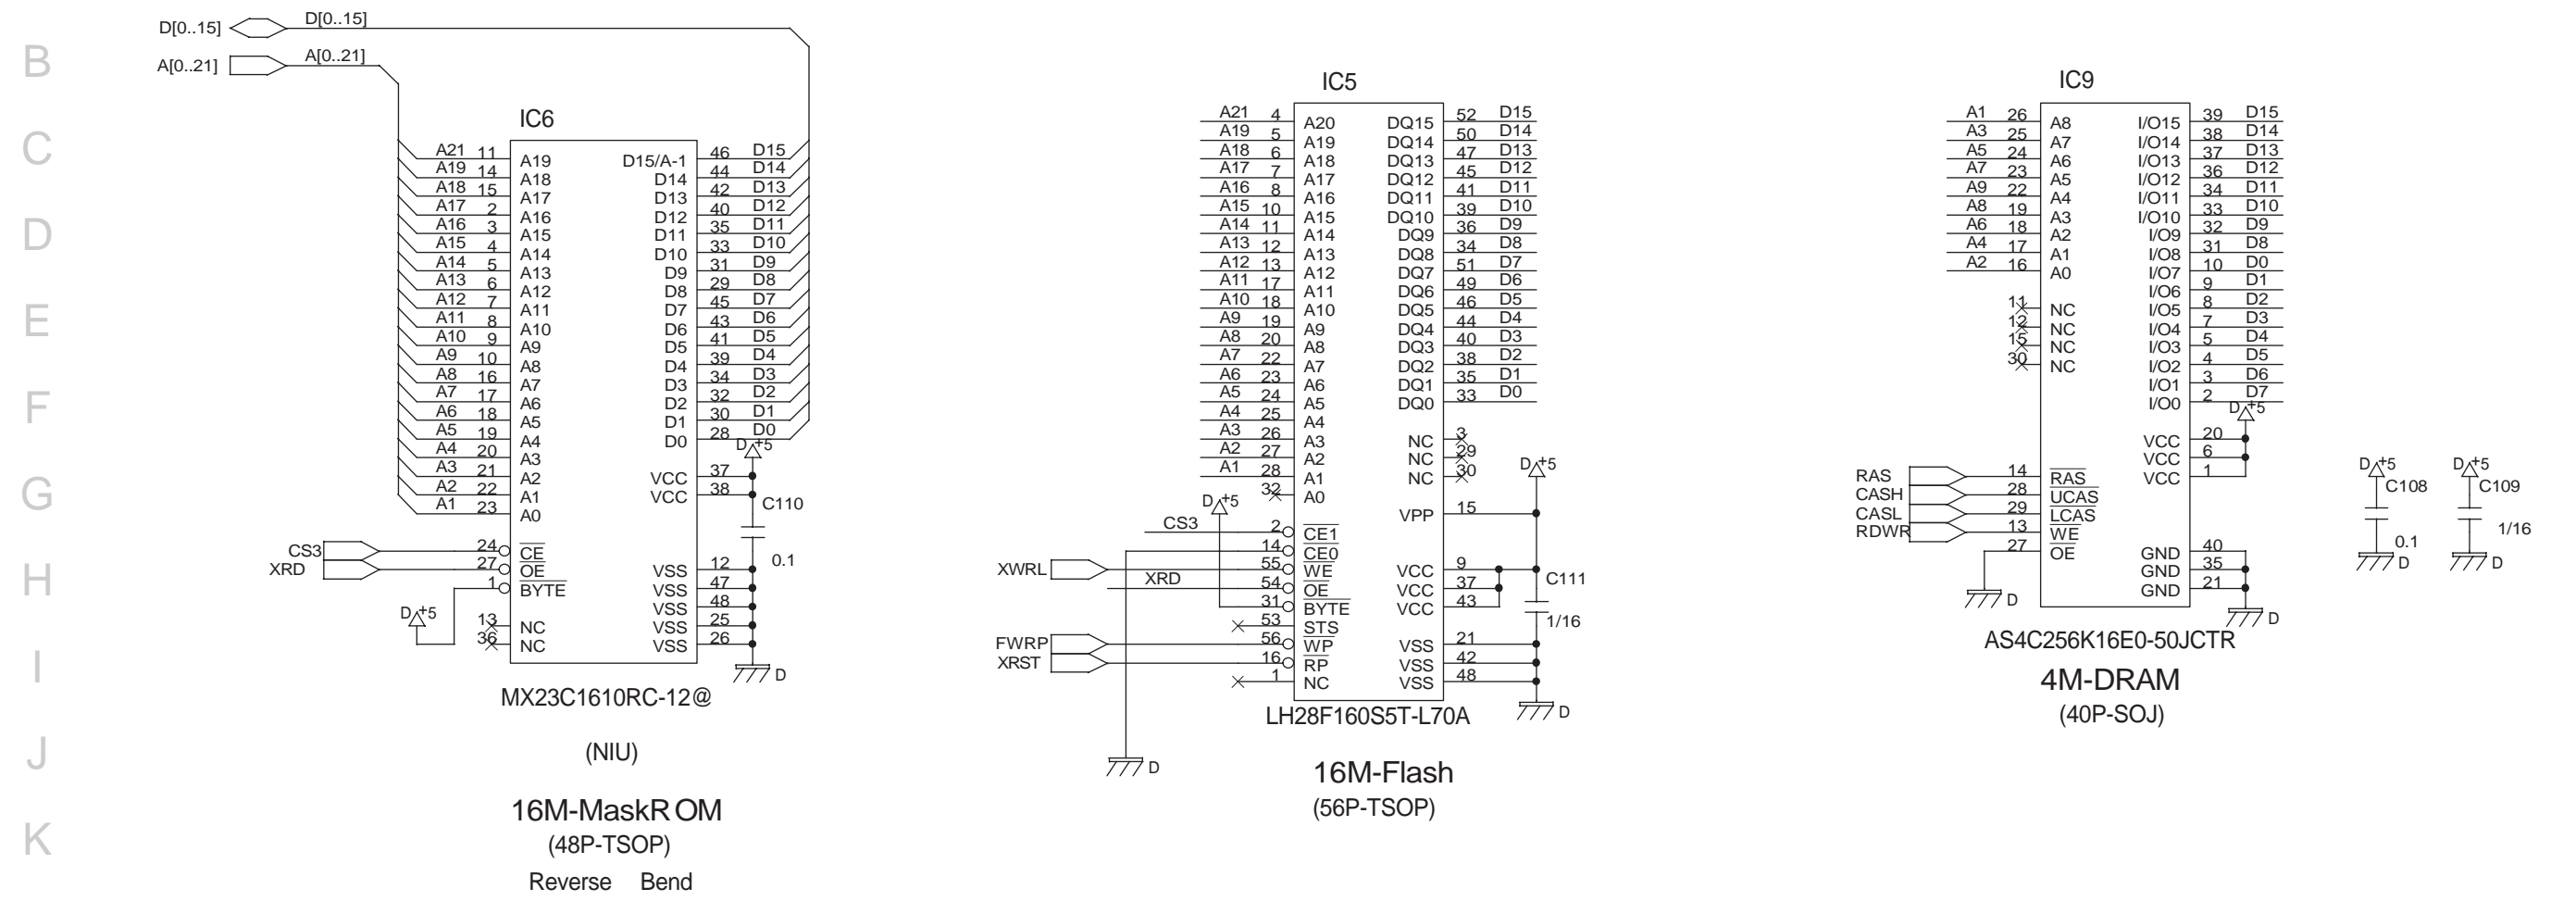 B
C
D
E
F
G
H
I
J
K
D[0..15] D[0..15]
A[0..21] A[0..21]
IC6
A21 11 A19 D15/A-1 46 D15
A19 14 A18 D14 44 D14
A18 15 A17 D13 42 D13
A17 2 A16 D12 40 D12
A16 3 A15 D11 35 D11
A15 4 A14 D10 33 D10
A14 5 A13 D9 31 D9
A13 6 A12 D8 29 D8
A12 7 A11 D7 45 D7
A11 8 A10 D6 43 D6
A10 9 A9 D5 41 D5
A9 10 A8 D4 39 D4
A8 16 A7 D3 34 D3
A7 17 A6 D2 32 D2
A6 18 A5 D1 30 D1
A5 19 A4 D0 28 D0
A4 20 A3 D +5
A3 21 A2 VCC 37
A2 22 A1 VCC 38 C110
A1 23 A0
CS3 24 CE 0.1
XRD 27 OE VSS 12
1 BYTE VSS 47
D +5 VSS 48
13 NC VSS 25
36 NC VSS 26
D
MX23C1610RC-12@
(NIU)
16M-MaskROM
(48P-TSOP)
Reverse Bend
IC5
A21 4 A20 DQ15 52 D15
A19 5 A19 DQ14 50 D14
A18 6 A18 DQ13 47 D13
A17 7 A17 DQ12 45 D12
A16 8 A16 DQ11 41 D11
A15 10 A15 DQ10 39 D10
A14 11 A14 DQ9 36 D9
A13 12 A13 DQ8 34 D8
A12 13 A12 DQ7 51 D7
A11 17 A11 DQ6 49 D6
A10 18 A10 DQ5 46 D5
A9 19 A9 DQ4 44 D4
A8 20 A8 DQ3 40 D3
A7 22 A7 DQ2 38 D2
A6 23 A6 DQ1 35 D1
A5 24 A5 DQ0 33 D0
A4 25 A4
A3 26 A3 NC 3
A2 27 A2 NC 29
A1 28 A1 NC 30 D +5
32 A0
D +5 VPP 15
CS3 2 CE1
14 CE0
XWRL 55 WE VCC 9
XRD 54 OE VCC 37 C111
31 BYTE VCC 43
53 STS 1/16
FWRP 56 WP VSS 21
XRST 16 RP VSS 42
1 NC VSS 48
D
LH28F160S5T-L70A
D
16M-Flash
(56P-TSOP)
IC9
A1 26 A8 I/O15 39 D15
A3 25 A7 I/O14 38 D14
A5 24 A6 I/O13 37 D13
A7 23 A5 I/O12 36 D12
A9 22 A4 I/O11 34 D11
A8 19 A3 I/O10 33 D10
A6 18 A2 I/O9 32 D9
A4 17 A1 I/O8 31 D8
A2 16 A0 I/O7 10 D0
I/O6 9 D1
11 NC I/O5 8 D2
12 NC I/O4 7 D3
15 NC I/O3 5 D4
30 NC I/O2 4 D5
I/O1 3 D6
I/O0 2 D7
D +5
VCC 20
VCC 6
RAS 14 RAS VCC 1
CASH 28 UCAS
CASL 29 LCAS
RDWR 13 WE
27 OE GND 40
GND 35
D GND 21
D
AS4C256K16E0-50JCTR
4M-DRAM
(40P-SOJ)
D +5 D +5
C108 C109
0.1 1/16
D D